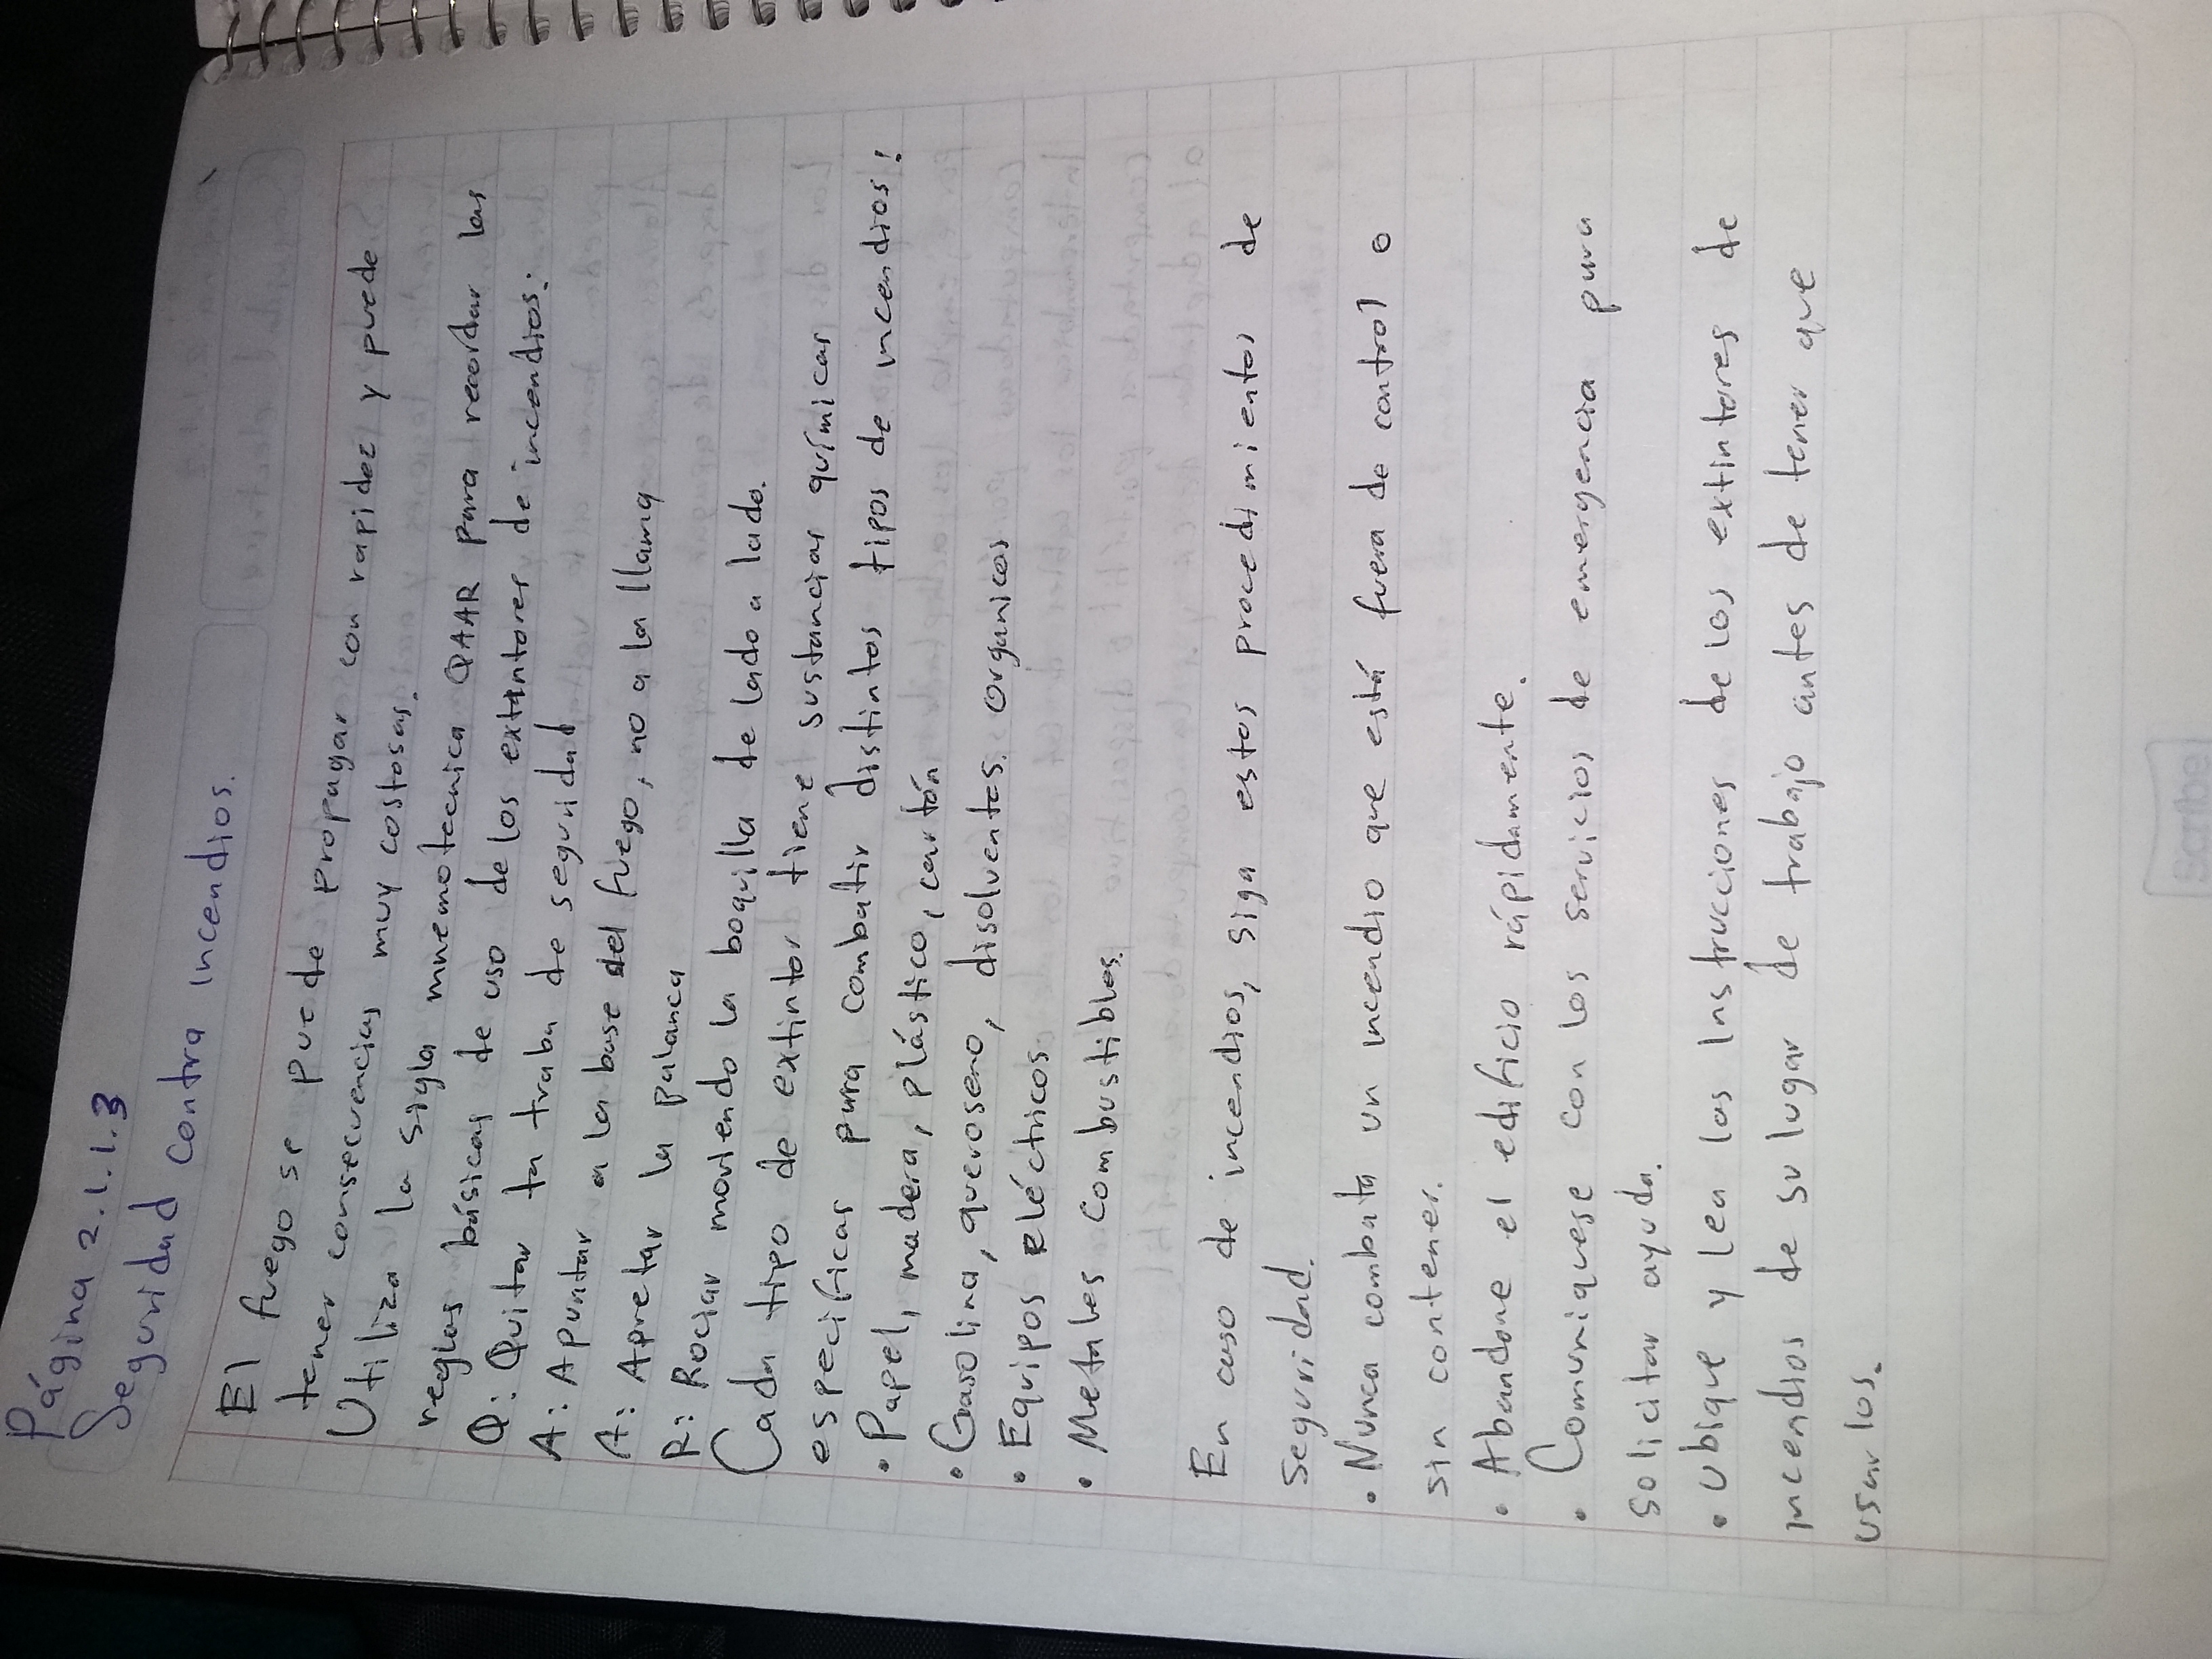 Página 2.1.1.3
Seguridad contra incendios.
El fuego se puede propagar con rapidez y puede
tener consecuencias muy costosas.
Utiliza la sigla mnemotecnica QAAR para recordar las
reglas básicas de uso de los extintores de incendios:
Q: Quitar la traba de seguridad
A: Apuntar a la base del fuego, no a la llama
A: Apretar la palanca
R: Rociar moviendo la boquilla de lado a lado.
Cada tipo de extintor tiene sustancias químicas
especificas para combatir distintos tipos de incendios:
• Papel, madera, plástico, cartón
• Gasolina, queroseno, disolventes. organicos
• Equipos eléctricos
• Metales combustibles.
En caso de incendios, siga estos procedimientos de
seguridad.
• Nunca combata un incendio que está fuera de control o
sin contener.
• Abandone el edificio rápidamente.
• Comuniquese con los servicios de emergencia para
solicitar ayuda.
• Ubique y lea las Instrucciones de los extintores de
incendios de su lugar de trabajo antes de tener que
usarlos.
Scribe